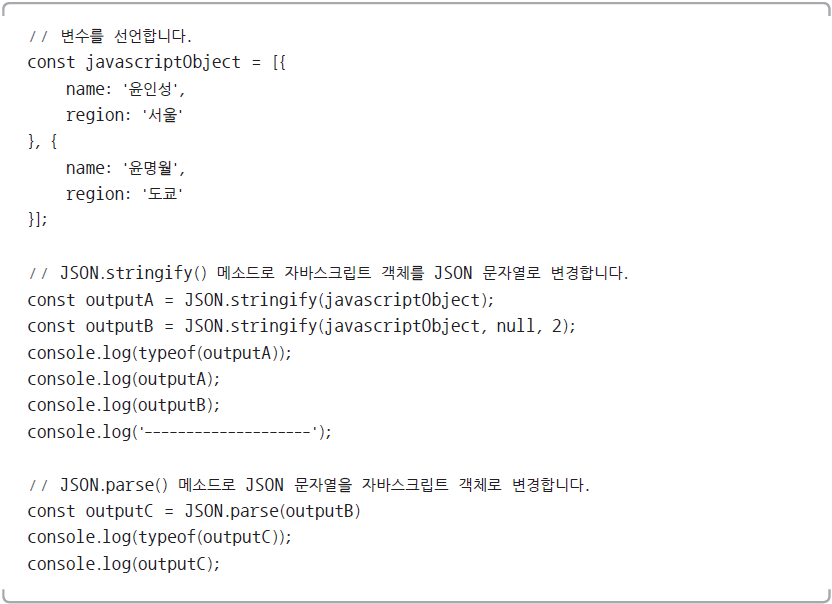 // 변수를 선언합니다.
const javascriptObject = [{
    name: '윤인성',
    region: '서울'
}, {
    name: '윤명월',
    region: '도쿄'
}];

// JSON.stringify() 메소드로 자바스크립트 객체를 JSON 문자열로 변경합니다.
const outputA = JSON.stringify(javascriptObject);
const outputB = JSON.stringify(javascriptObject, null, 2);
console.log(typeof(outputA));
console.log(outputA);
console.log(outputB);
console.log('--------------------');

// JSON.parse() 메소드로 JSON 문자열을 자바스크립트 객체로 변경합니다.
const outputC = JSON.parse(outputB)
console.log(typeof(outputC));
console.log(outputC);